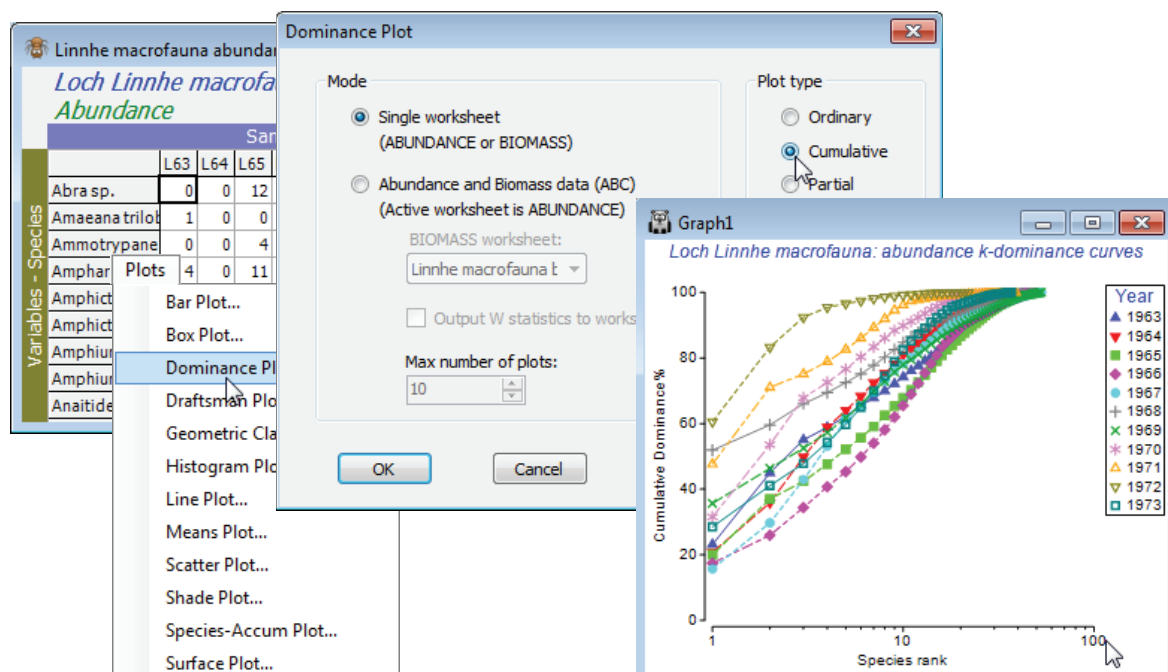 Linnhe macrofauna abundar
Loch Linnhe macrofa
Abundance
Sar
L63 L64 L65
Abra sp. 0 0 12
Amaeana trilob 1 0 0
Ammotrypane 0 0 4
Amphar 4 0 11
Amphict
Amphict
Amphiur
Amphiur
Anaitide
Variables - Species
Plots
Bar Plot...
Box Plot...
Dominance Pl
Draftsman Plo
Geometric Cla
Histogram Plo
Line Plot...
Means Plot...
Scatter Plot...
Shade Plot...
Species-Accum Plot...
Surface Plot...
Dominance Plot
Mode
Single worksheet
(ABUNDANCE or BIOMASS)
Abundance and Biomass data (ABC)
(Active worksheet is ABUNDANCE)
BIOMASS worksheet:
Linnhe macrofauna b
Output W statistics to works
Max number of plots:
10
OK Cancel
Plot type
Ordinary
Cumulative
Partial
Graph1
Loch Linnhe macrofauna: abundance k-dominance curves
100
80
60
40
20
0
Cumulative Dominance%
1 10 100
Species rank
Year
1963
1964
1965
1966
1967
1968
1969
1970
1971
1972
1973